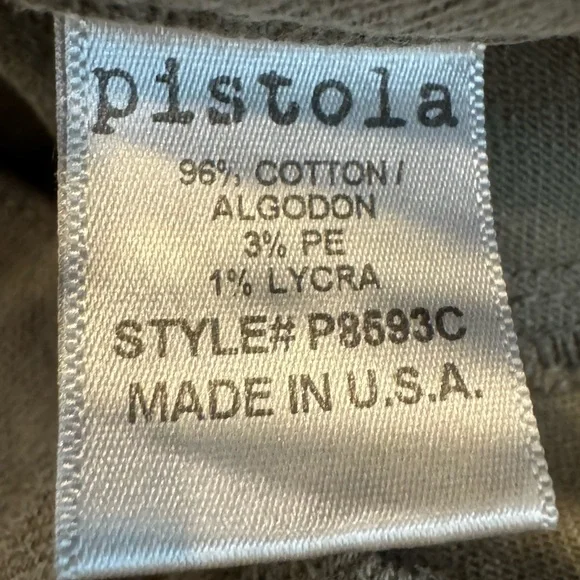 pistola
96% COTTON /
ALGODON
3% PE
1% LYCRA
STYLE# P8593C
MADE IN U.S.A.